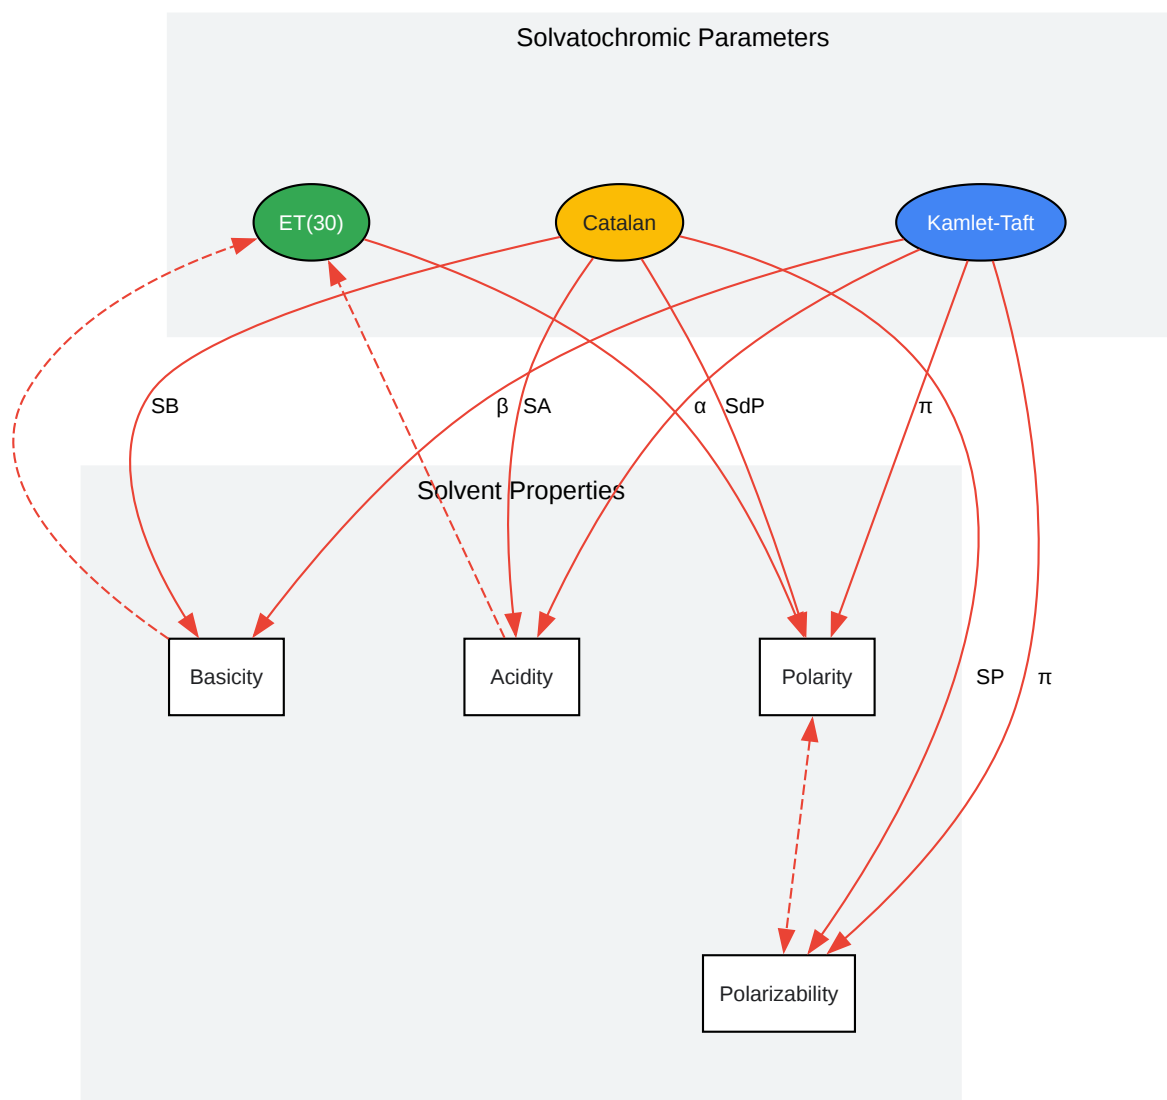 Solvatochromic Parameters
ET(30)
Catalan
Kamlet-Taft
SB
β
SA
α
SdP
π
Solvent Properties
Basicity
Acidity
Polarity
SP
π
Polarizability